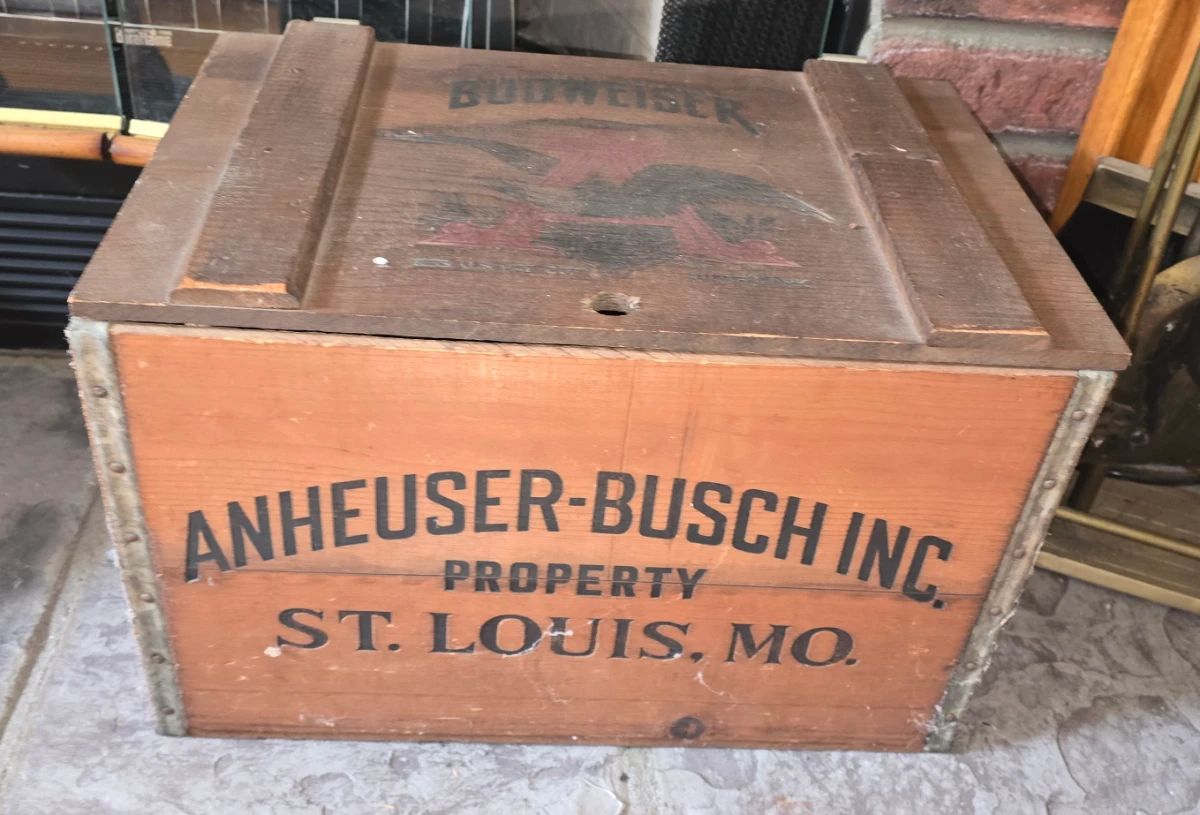 BUDWEISER
ANHEUSER-BUSCH INC.
PROPERTY
ST. LOUIS, MO.